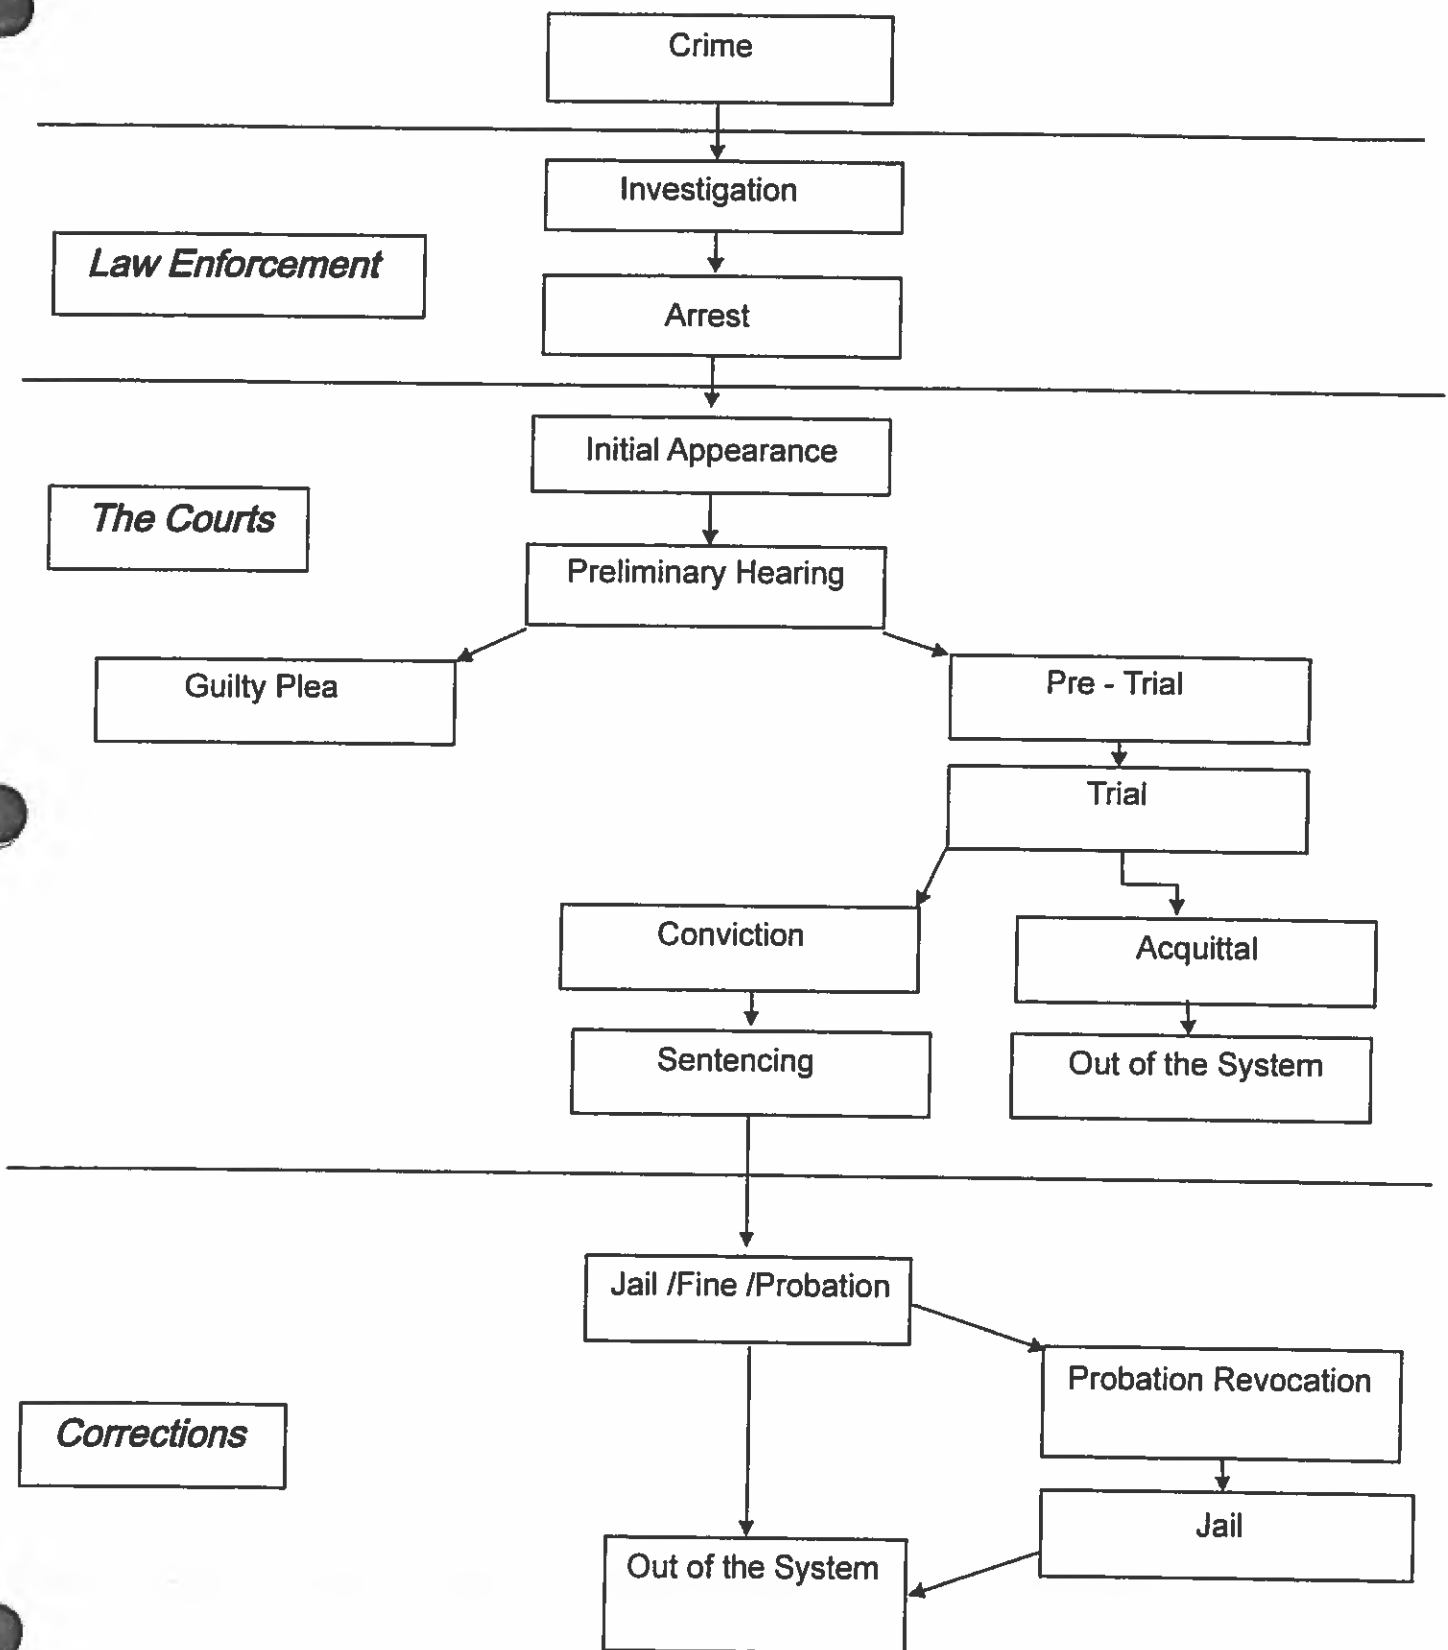 Crime
Investigation
Law Enforcement
Arrest
Initial Appearance
The Courts
Preliminary Hearing
Guilty Plea
Pre - Trial
Trial
Conviction
Acquittal
Sentencing
Out of the System
Jail /Fine /Probation
Probation Revocation
Corrections
Jail
Out of the System